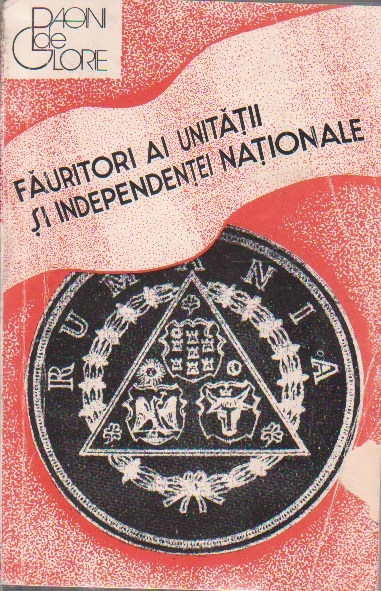 PAGINI
de
GLORIE
FĂURITORI AI UNITĂȚII
ȘI INDEPENDENȚEI NAȚIONALE
RUMANIA